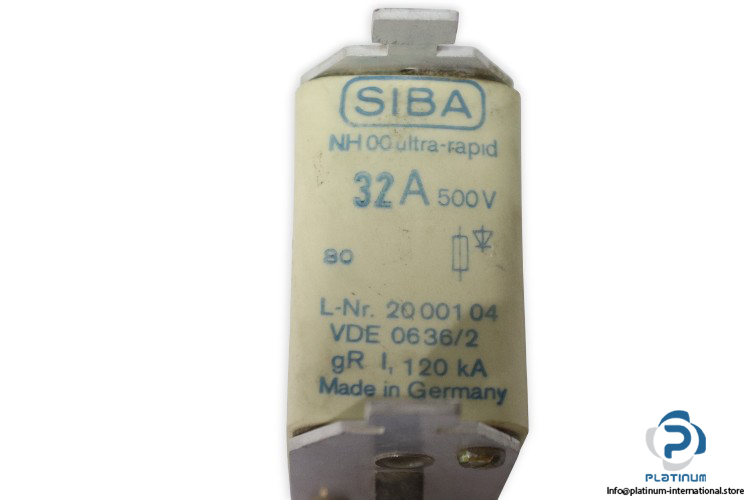 SIBA
NH 00 ultra-rapid
32A 500V
80
L-Nr. 20 001 04
VDE 0636/2
gR I, 120 kA
Made in Germany
PLATINUM
Info@platinum-international.store